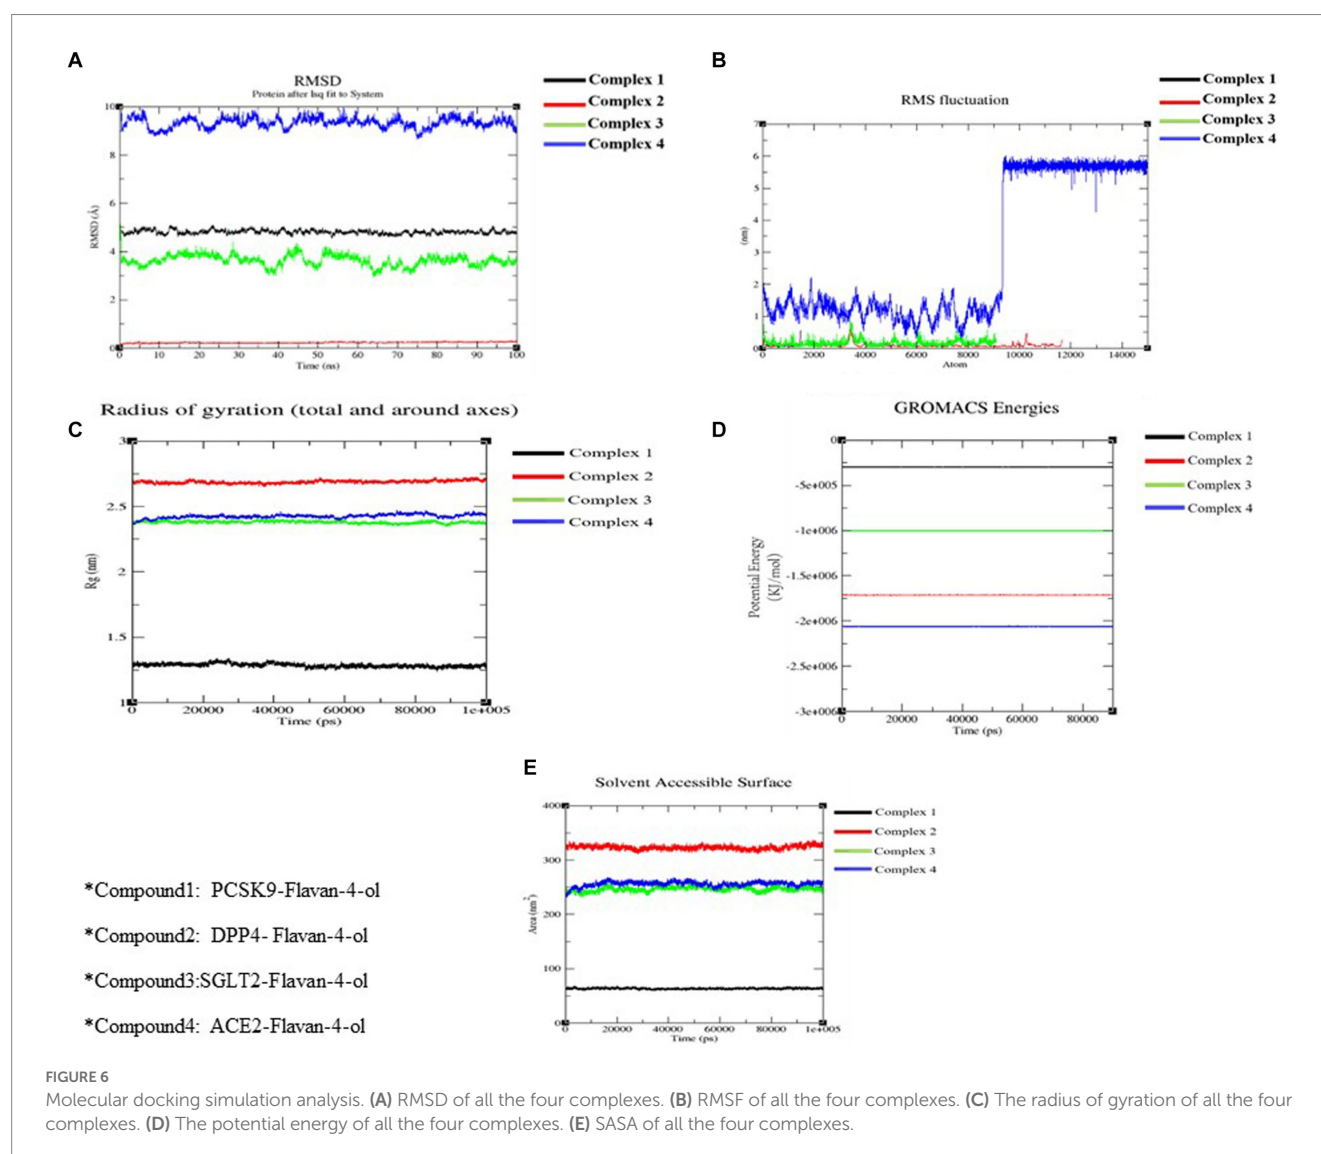 A
RMSD
Protein after lsq fit to System
Complex 1
Complex 2
Complex 3
Complex 4
RMSD (Å)
10
8
6
4
2
0
0 10 20 30 40 50 60 70 80 90 100
Time (ns)
B
RMS fluctuation
Complex 1
Complex 2
Complex 3
Complex 4
(nm)
7
6
5
4
3
2
1
0
0 2000 4000 6000 8000 10000 12000 14000
Atom
C
Radius of gyration (total and around axes)
Complex 1
Complex 2
Complex 3
Complex 4
Rg (nm)
3
2.5
2
1.5
1
0 20000 40000 60000 80000 1e+005
Time (ps)
D
GROMACS Energies
Complex 1
Complex 2
Complex 3
Complex 4
Potential Energy
(KJ/mol)
0
-5e+005
-1e+006
-1.5e+006
-2e+006
-2.5e+006
-3e+006
0 20000 40000 60000 80000
Time (ps)
E
Solvent Accessible Surface
Complex 1
Complex 2
Complex 3
Complex 4
Area (nm²)
400
300
200
100
0
0 20000 40000 60000 80000 1e+005
Time (ps)
*Compound1: PCSK9-Flavan-4-ol
*Compound2: DPP4- Flavan-4-ol
*Compound3:SGLT2-Flavan-4-ol
*Compound4: ACE2-Flavan-4-ol
FIGURE 6
Molecular docking simulation analysis. (A) RMSD of all the four complexes. (B) RMSF of all the four complexes. (C) The radius of gyration of all the four
complexes. (D) The potential energy of all the four complexes. (E) SASA of all the four complexes.